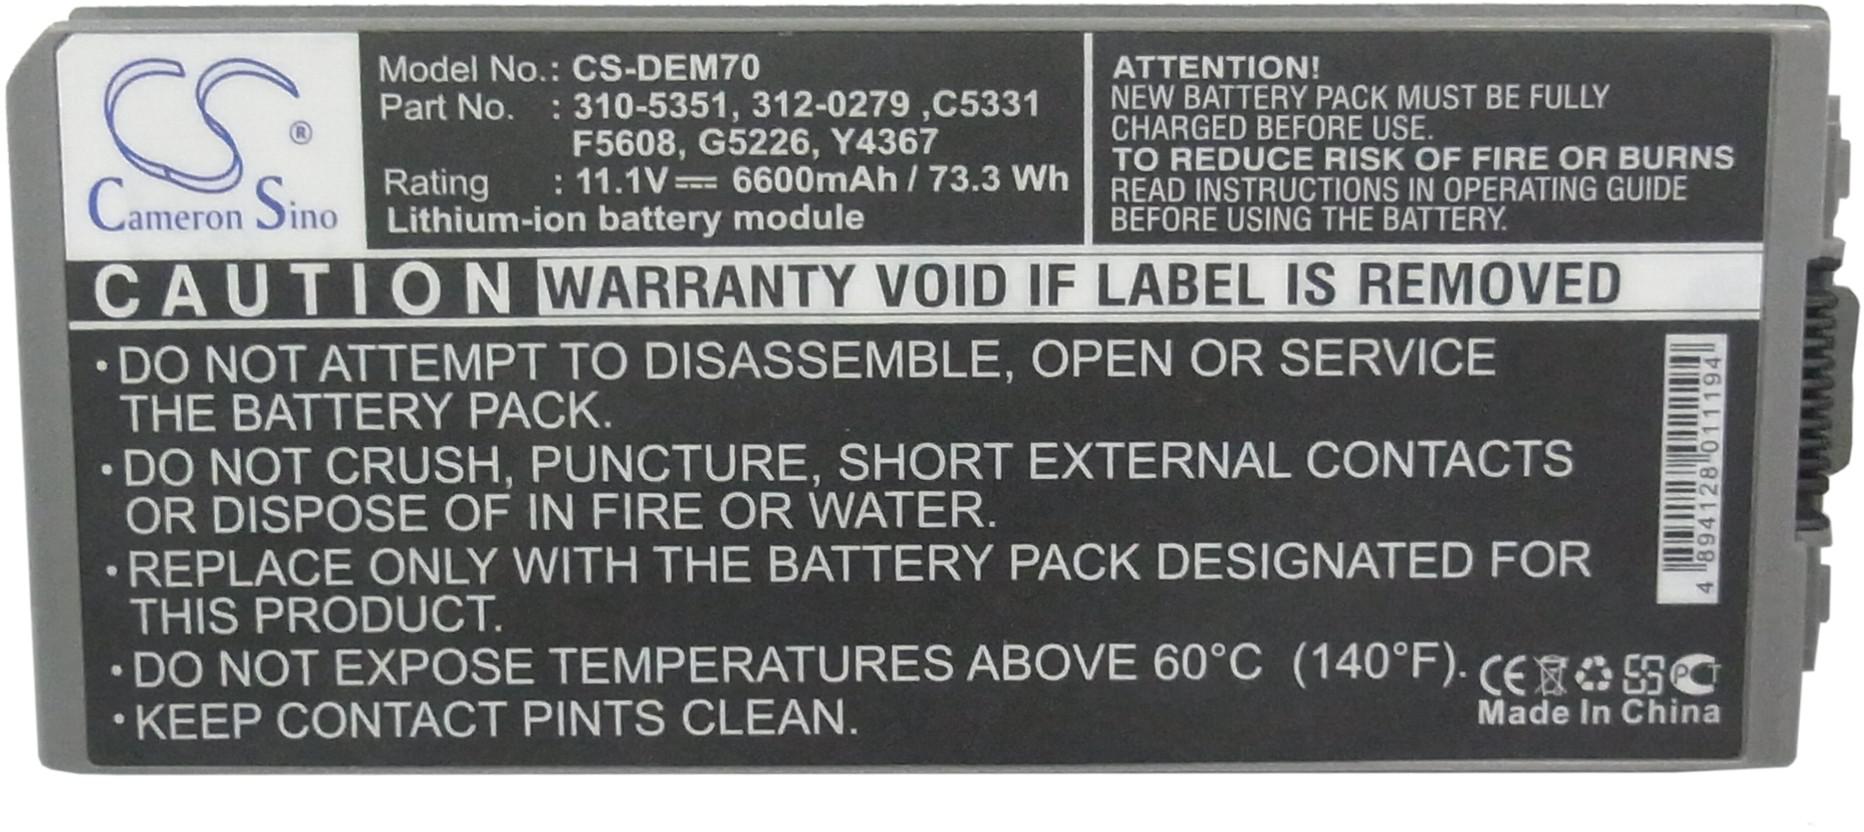 CS®
Cameron Sino
Model No.: CS-DEM70
Part No. : 310-5351, 312-0279 ,C5331
F5608, G5226, Y4367
Rating : 11.1V⎓ 6600mAh / 73.3 Wh
Lithium-ion battery module
ATTENTION!
NEW BATTERY PACK MUST BE FULLY
CHARGED BEFORE USE.
TO REDUCE RISK OF FIRE OR BURNS
READ INSTRUCTIONS IN OPERATING GUIDE
BEFORE USING THE BATTERY.
CAUTION WARRANTY VOID IF LABEL IS REMOVED
• DO NOT ATTEMPT TO DISASSEMBLE, OPEN OR SERVICE
THE BATTERY PACK.
• DO NOT CRUSH, PUNCTURE, SHORT EXTERNAL CONTACTS
OR DISPOSE OF IN FIRE OR WATER.
• REPLACE ONLY WITH THE BATTERY PACK DESIGNATED FOR
THIS PRODUCT.
• DO NOT EXPOSE TEMPERATURES ABOVE 60°C (140°F).
• KEEP CONTACT PINTS CLEAN.
4 894128 011194
CE PCT
Made In China